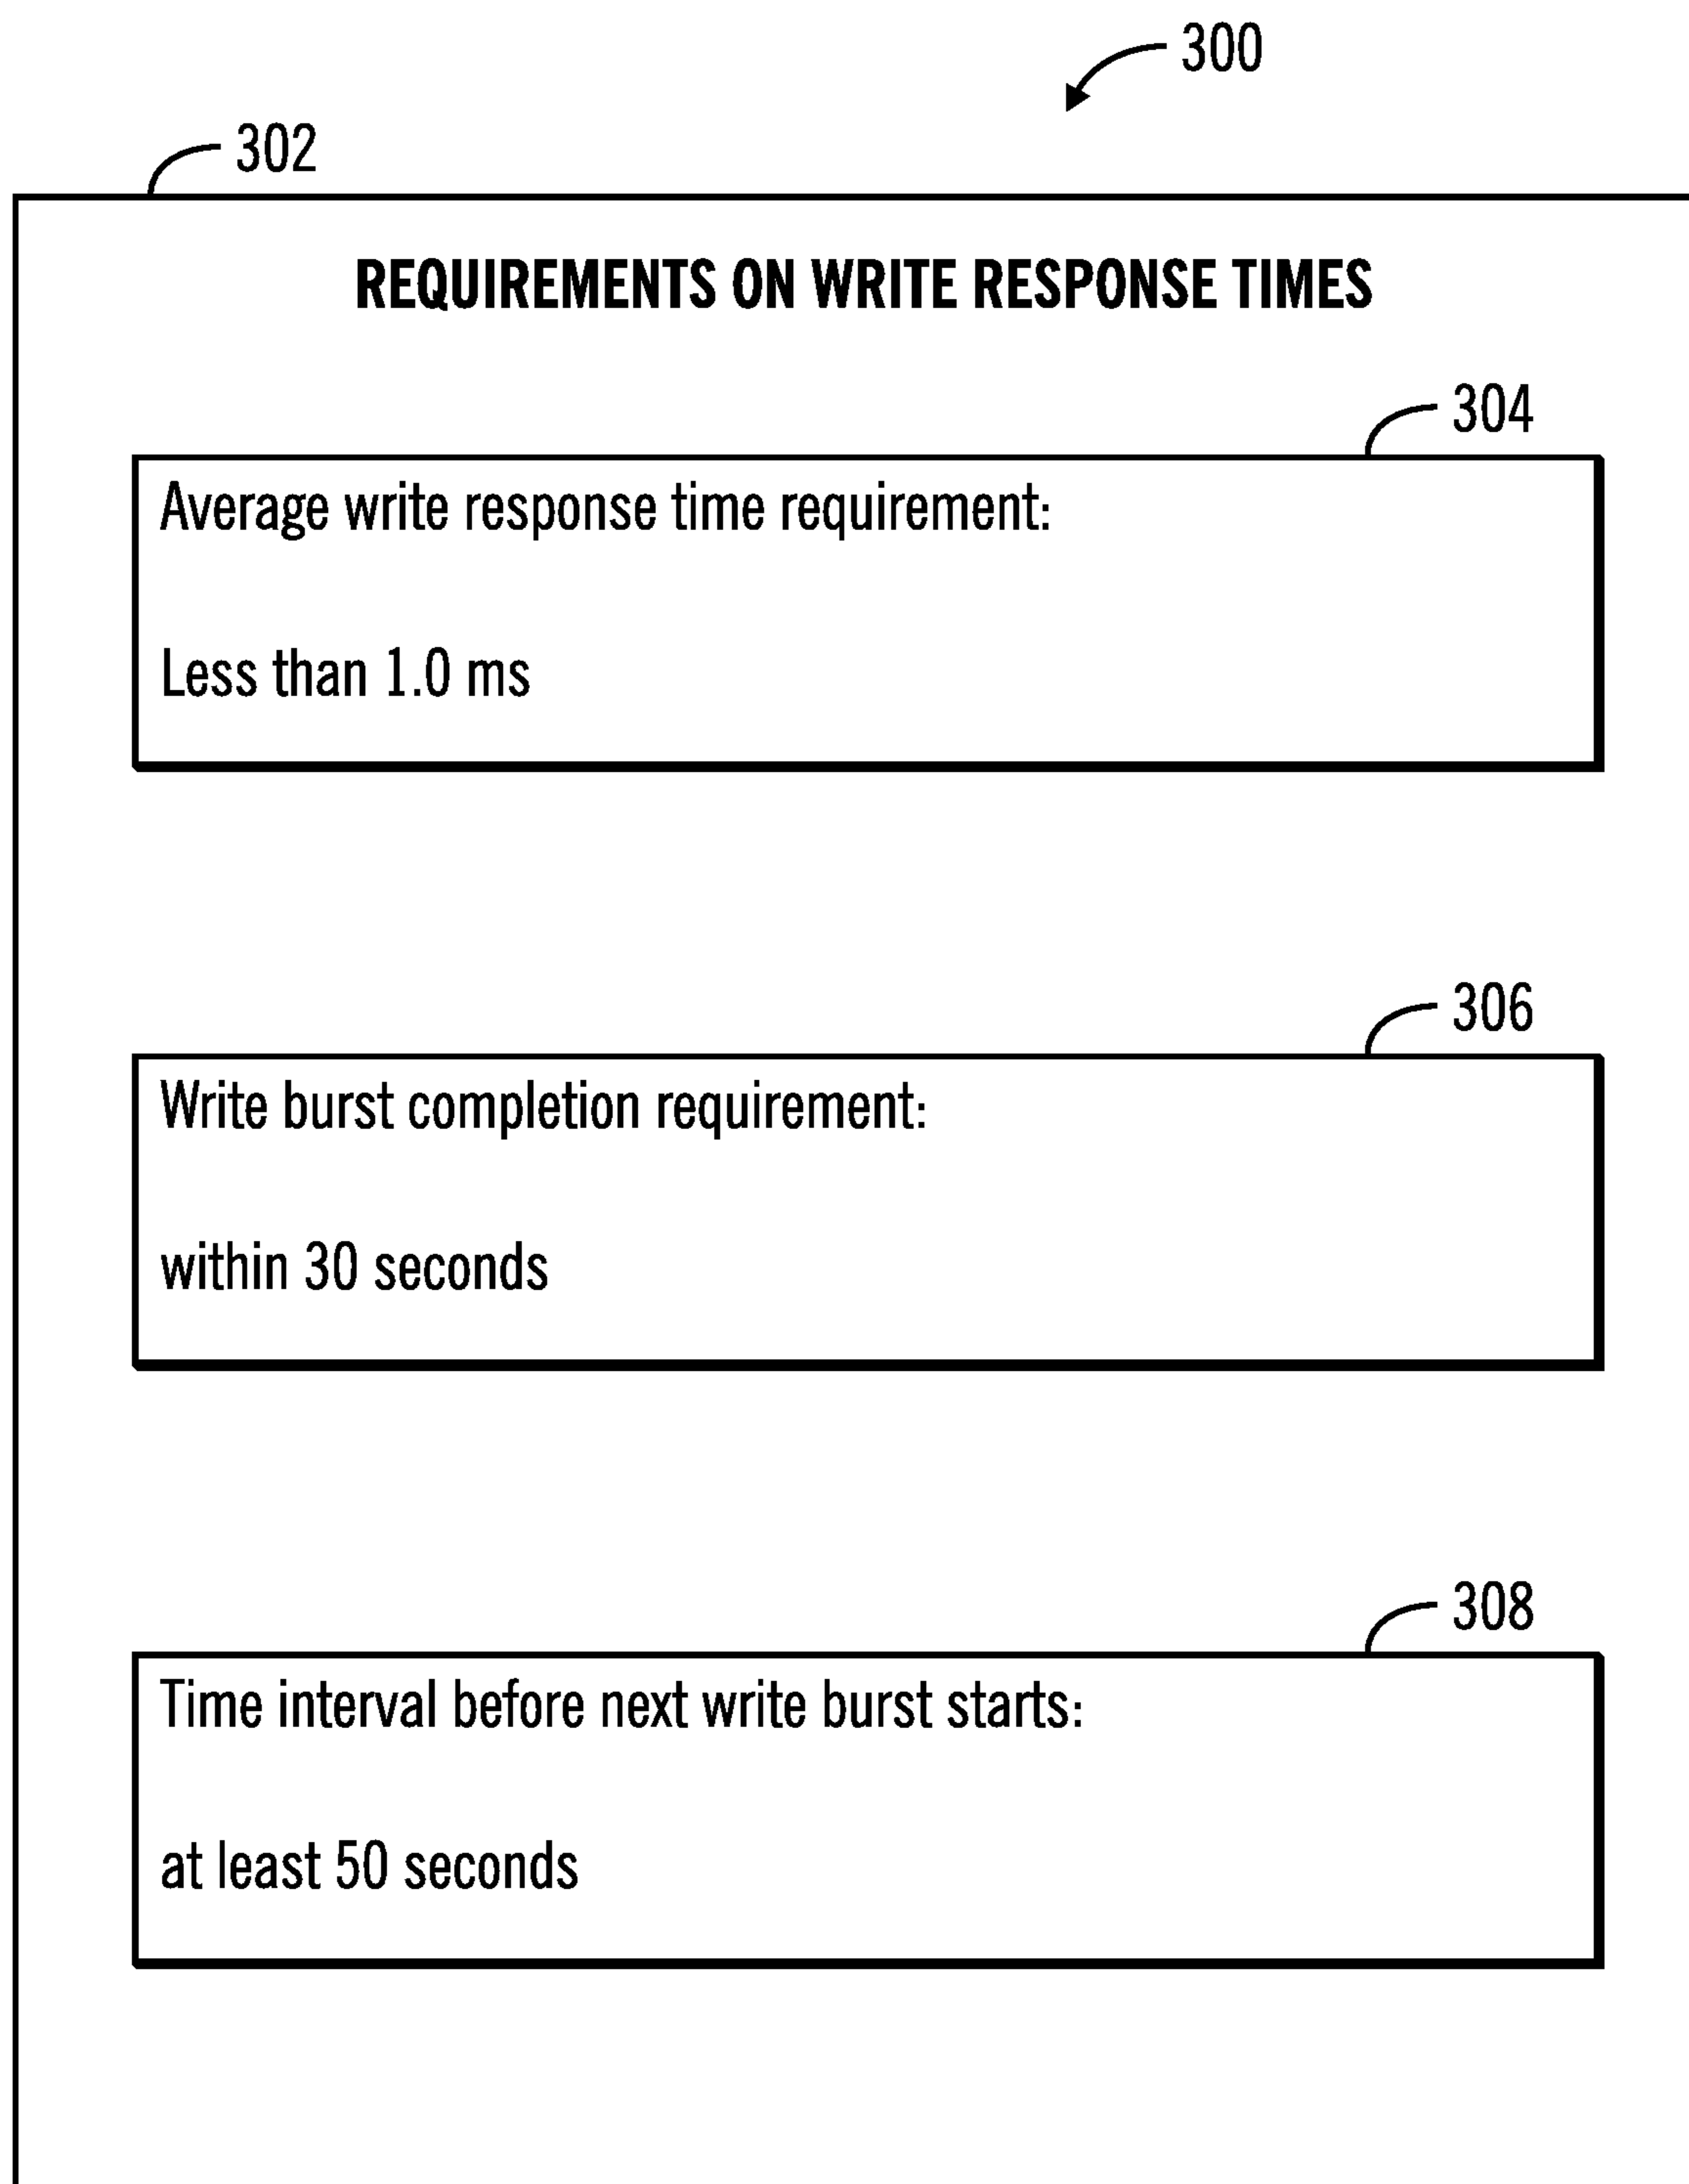 300
302
REQUIREMENTS ON WRITE RESPONSE TIMES
304
Average write response time requirement:
Less than 1.0 ms
306
Write burst completion requirement:
within 30 seconds
308
Time interval before next write burst starts:
at least 50 seconds